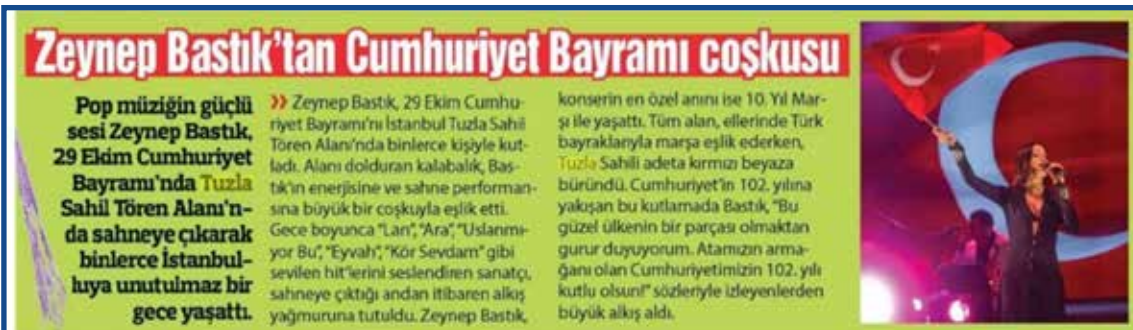 Zeynep Bastık'tan Cumhuriyet Bayramı coşkusu
Pop müziğin güçlü
sesi Zeynep Bastık,
29 Ekim Cumhuriyet
Bayramı'nda Tuzla
Sahil Tören Alanı'n-
da sahneye çıkarak
binlerce İstanbul-
luya unutulmaz bir
gece yaşattı.
>> Zeynep Bastık, 29 Ekim Cumhu-
riyet Bayramı'nı İstanbul Tuzla Sahil
Tören Alanı'nda binlerce kişiyle kut-
ladı. Alanı dolduran kalabalık, Bas-
tık'ın enerjisine ve sahne performan-
sına büyük bir coşkuyla eşlik etti.
Gece boyunca "Lan", "Ara", "Uslanmı-
yor Bu", "Eyvah", "Kör Sevdam" gibi
sevilen hit'lerini seslendiren sanatçı,
sahneye çıktığı andan itibaren alkış
yağmuruna tutuldu. Zeynep Bastık,
konserin en özel anını ise 10. Yıl Mar-
şı ile yaşattı. Tüm alan, ellerinde Türk
bayraklarıyla marşa eşlik ederken,
Tuzla Sahili adeta kırmızı beyaza
büründü. Cumhuriyet'in 102. yılına
yakışan bu kutlamada Bastık, "Bu
güzel ülkenin bir parçası olmaktan
gurur duyuyorum. Atamızın arma-
ğanı olan Cumhuriyetimizin 102. yılı
kutlu olsun!" sözleriyle izleyenlerden
büyük alkış aldı.